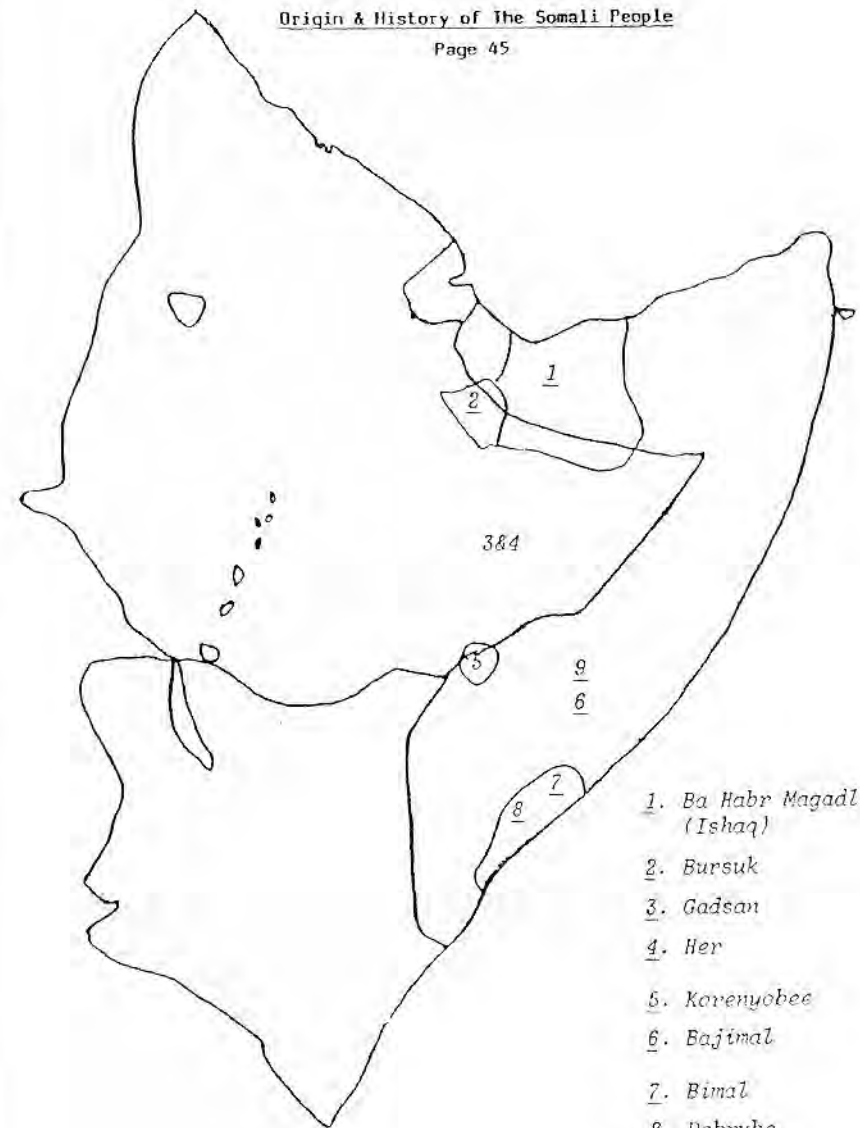 Origin & History of The Somali People
Page 45
1
2
3&4
5
9
6
7
8
1. Ba Habr Magadl
(Ishaq)
2. Bursuk
3. Gadsan
4. Her
5. Korenyobee
6. Bajimal
7. Bimal
8.